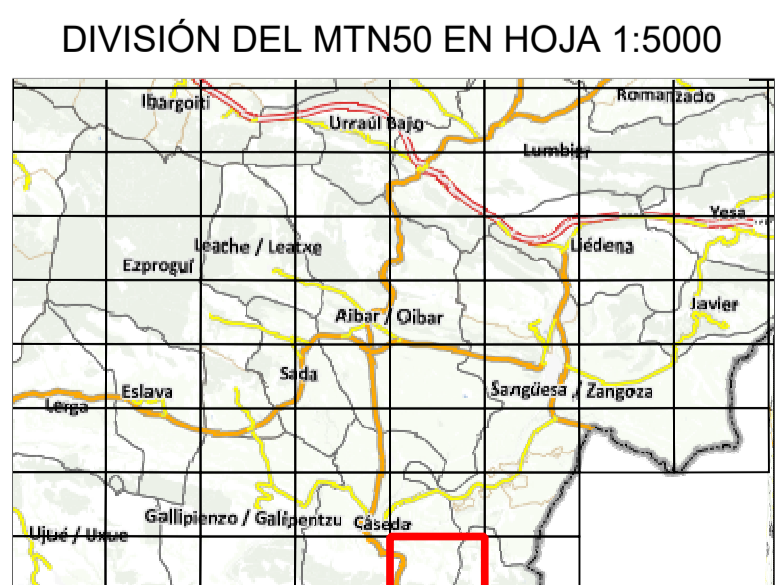 DIVISIÓN DEL MTN50 EN HOJA 1:5000
Romanzado
Ibargoiti
Urraúl Bajo
Lumbier
Yesa
Leache / Leatxe
Liédena
Ezprogui
Javier
Aibar / Oibar
Sada
Eslava
Sangüesa / Zangoza
Lerga
Gallipienzo / Galipentzu
Cáseda
Ujué / Uxue